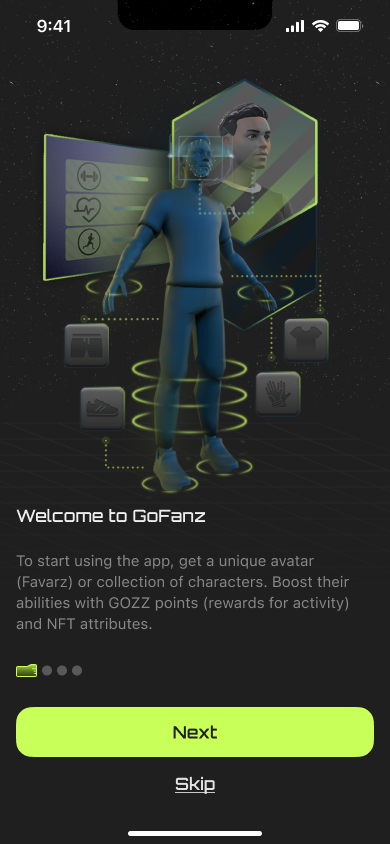 9:41
Welcome to GoFanz
To start using the app, get a unique avatar
(Favarz) or collection of characters. Boost their
abilities with GOZZ points (rewards for activity)
and NFT attributes.
Next
Skip